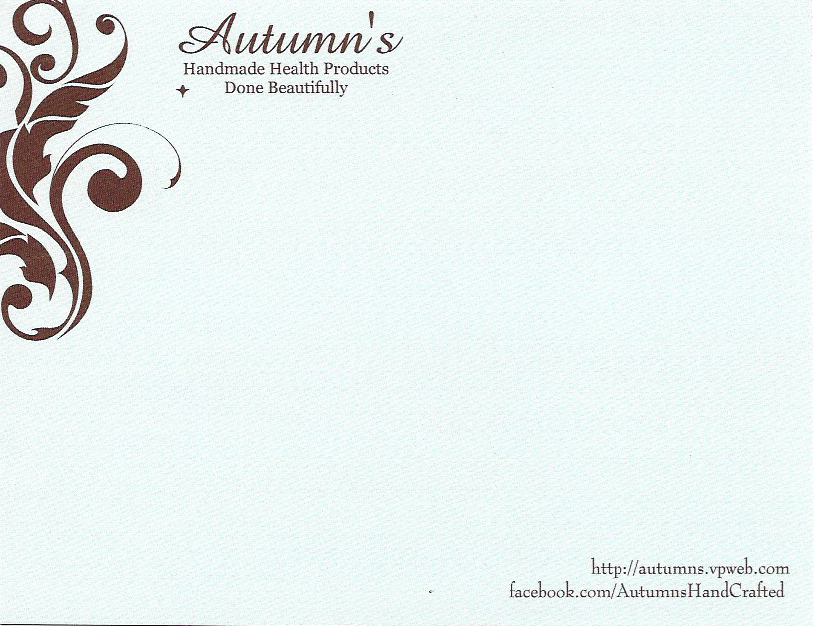 Autumn's
Handmade Health Products
Done Beautifully
http://autumns.vpweb.com
facebook.com/AutumnsHandCrafted